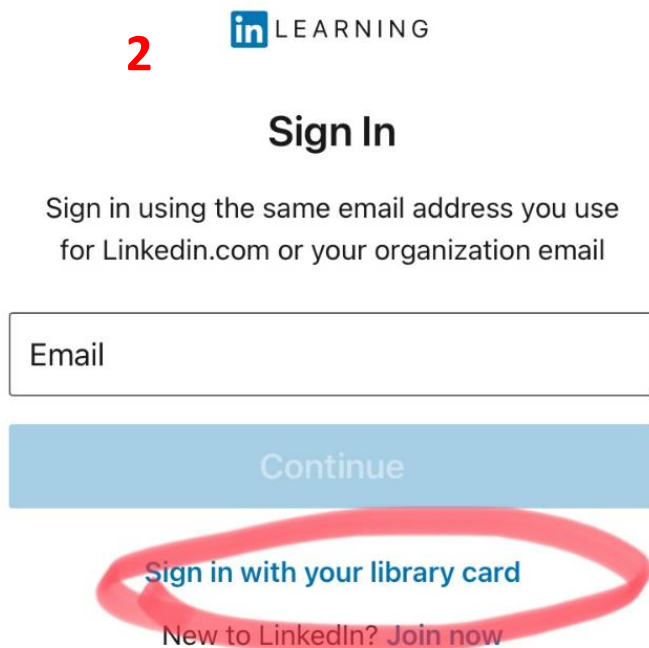 in LEARNING
2
Sign In
Sign in using the same email address you use
for Linkedin.com or your organization email
Email
Continue
Sign in with your library card
New to LinkedIn? Join now